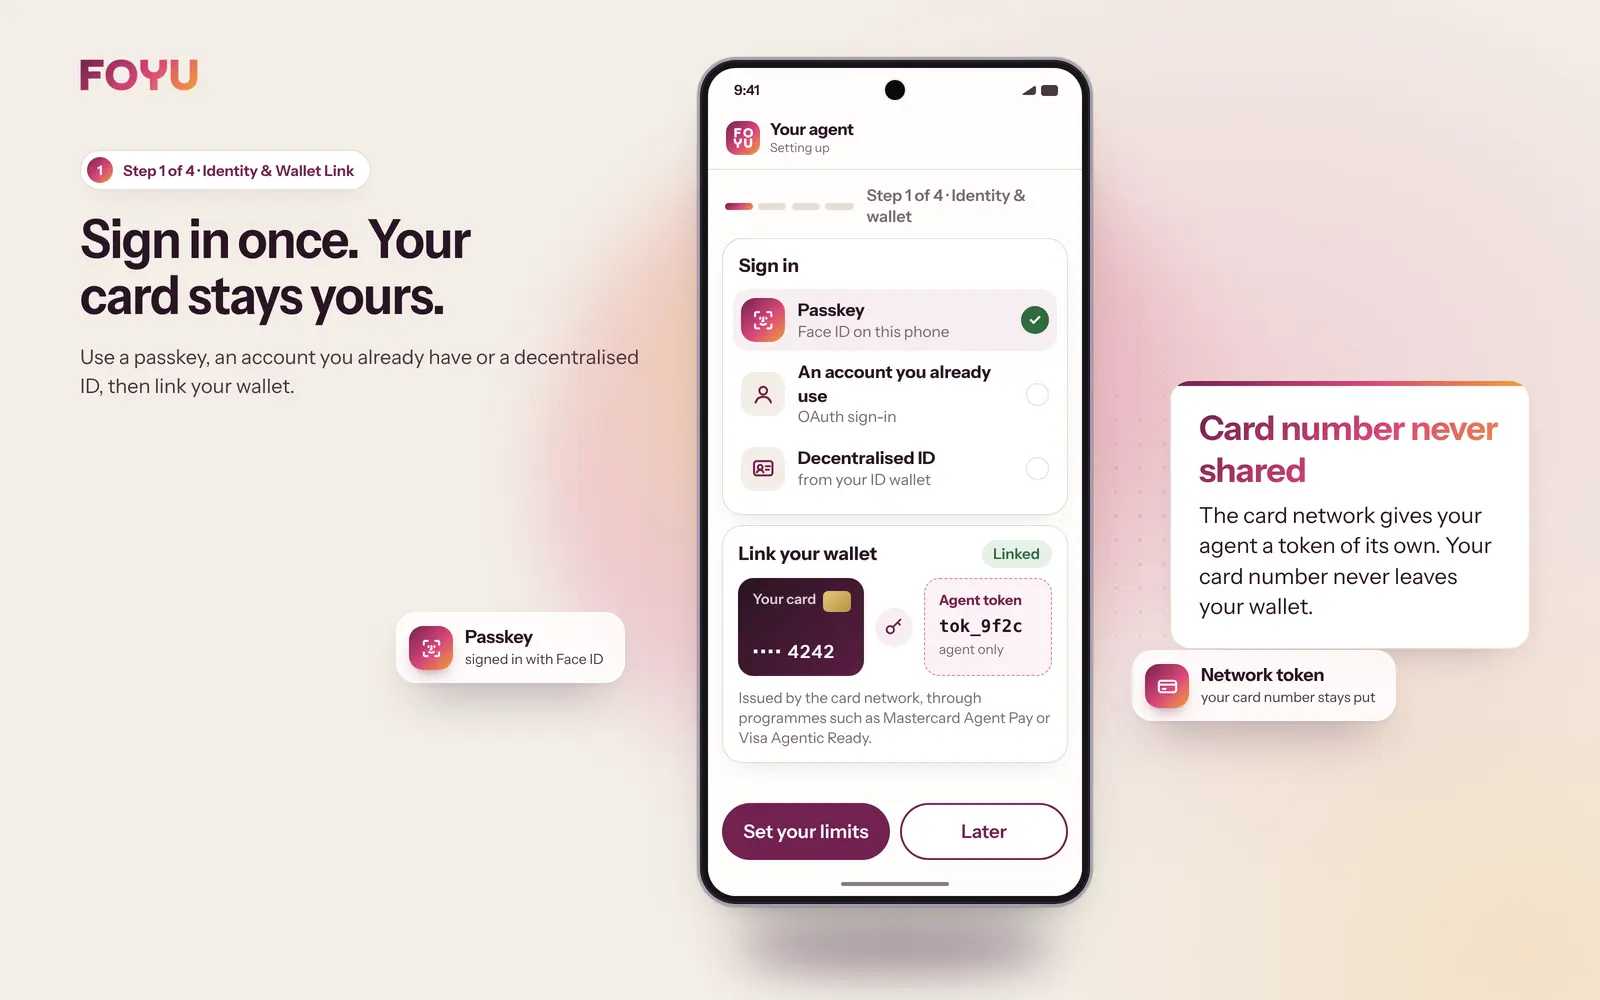 FOYU
1
Step 1 of 4 · Identity & Wallet Link
Sign in once. Your
card stays yours.
Use a passkey, an account you already have or a decentralised
ID, then link your wallet.
Passkey
signed in with Face ID
9:41
FO
YU
Your agent
Setting up
Step 1 of 4 · Identity &
wallet
Sign in
Passkey
Face ID on this phone
An account you already
use
OAuth sign-in
Decentralised ID
from your ID wallet
Link your wallet
Linked
Your card
•••• 4242
Agent token
tok_9f2c
agent only
Issued by the card network, through
programmes such as Mastercard Agent Pay or
Visa Agentic Ready.
Set your limits
Later
Card number never
shared
The card network gives your
agent a token of its own. Your
card number never leaves
your wallet.
Network token
your card number stays put